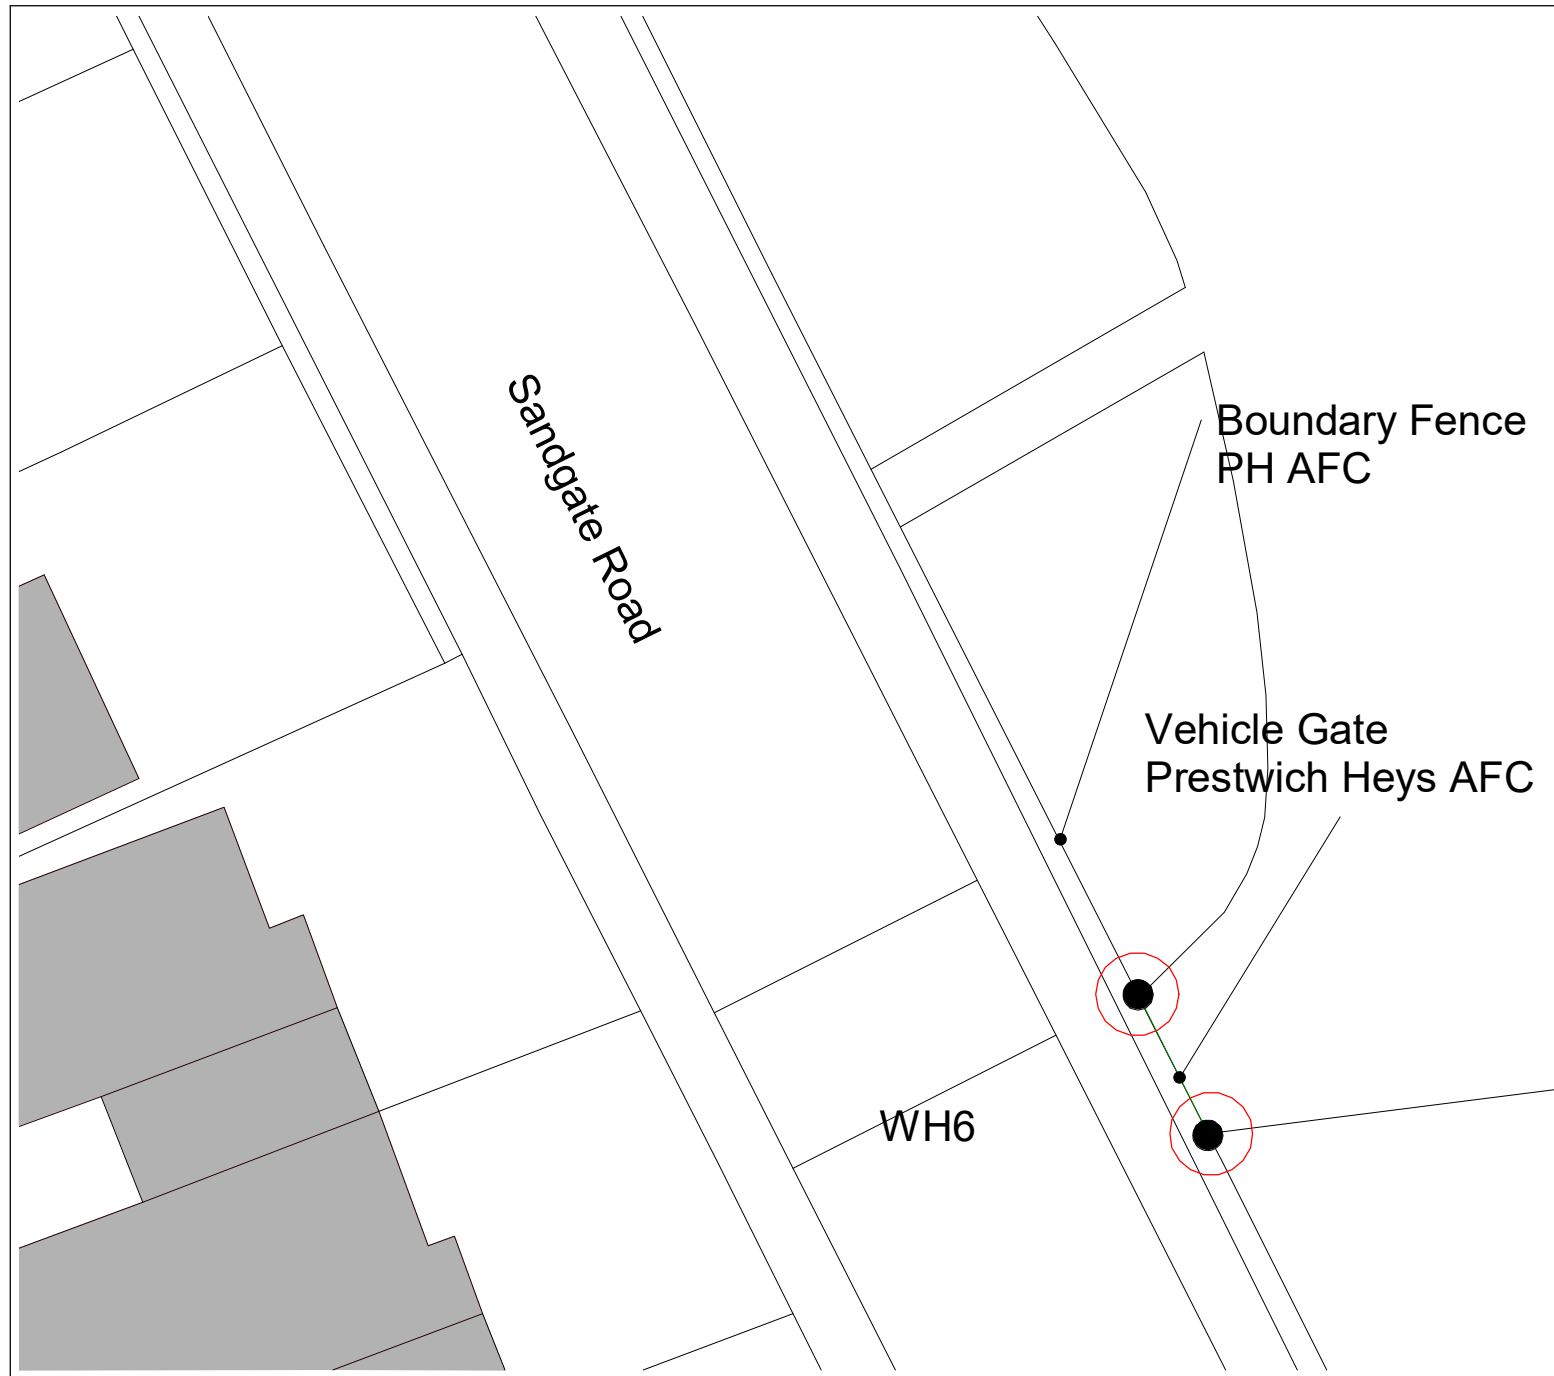 Sandgate Road
Boundary Fence
PH AFC
Vehicle Gate
Prestwich Heys AFC
WH6